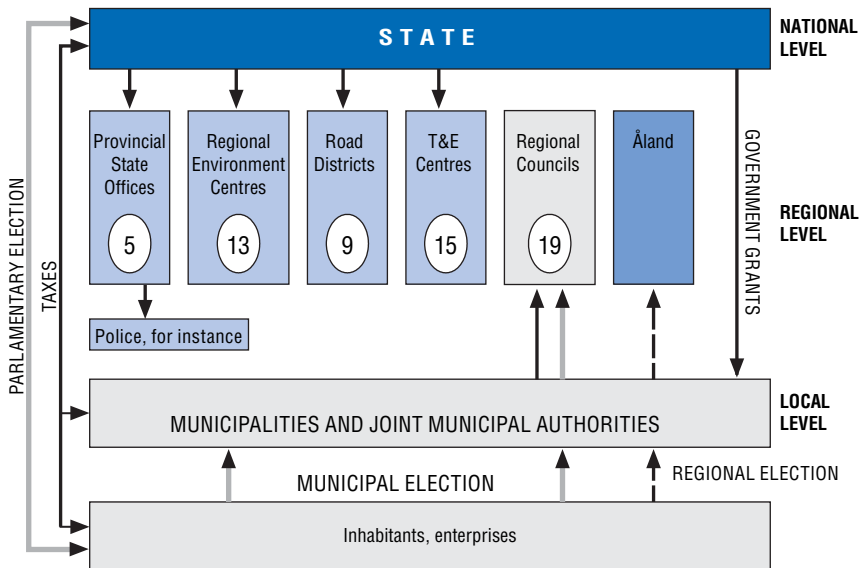 STATE
NATIONAL
LEVEL
Provincial
State
Offices
5
Regional
Environment
Centres
13
Road
Districts
9
T&E
Centres
15
Regional
Councils
19
Åland
REGIONAL
LEVEL
GOVERNMENT GRANTS
PARLAMENTARY ELECTION
TAXES
Police, for instance
MUNICIPALITIES AND JOINT MUNICIPAL AUTHORITIES
LOCAL
LEVEL
MUNICIPAL ELECTION
REGIONAL ELECTION
Inhabitants, enterprises